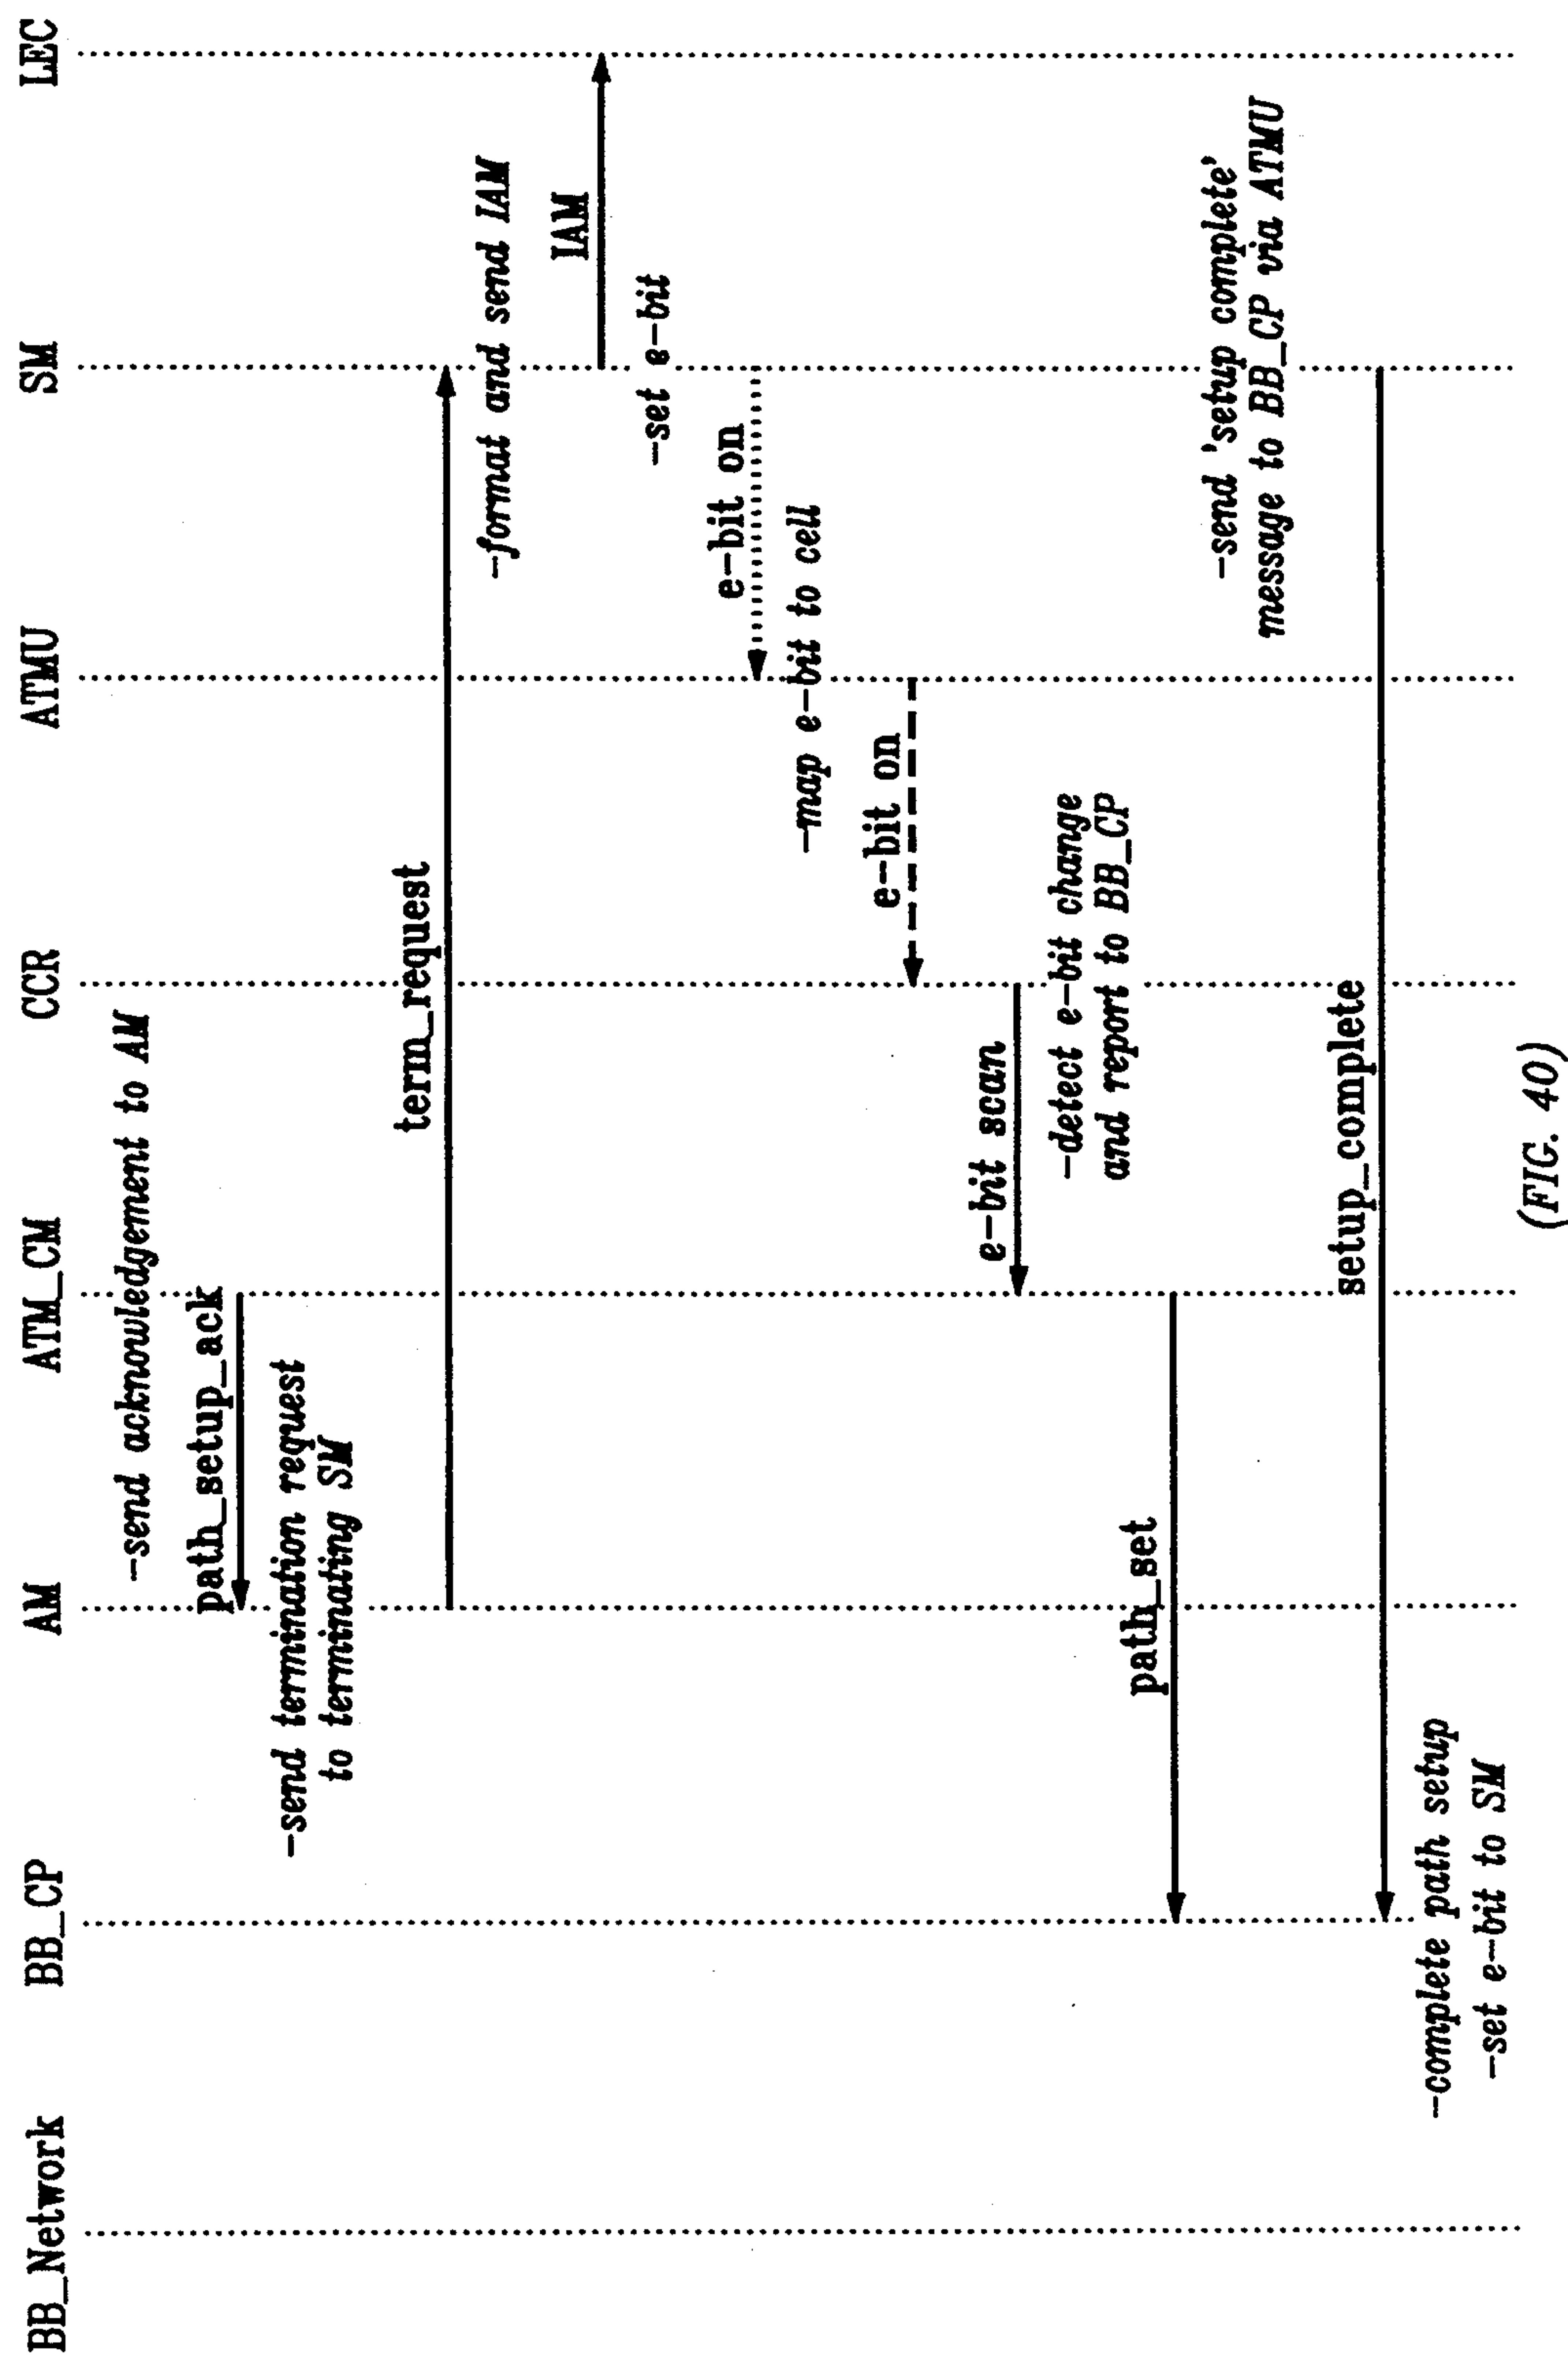 BB_Network
BB_CP
AM
ATM_CM
CCR
ATMU
SM
LEC
-send acknowledgement to AM
path_setup_ack
-send termination request
to terminating SM
term_request
-format and send IAM
IAM
-set e-bit
e-bit on
-map e-bit to cell
e-bit on
e-bit scan
-detect e-bit change
and report to BB_CP
path_set
-send 'setup complete'
message to BB_CP via ATMU
setup_complete
-complete path setup
-set e-bit to SM
(FIG. 40)